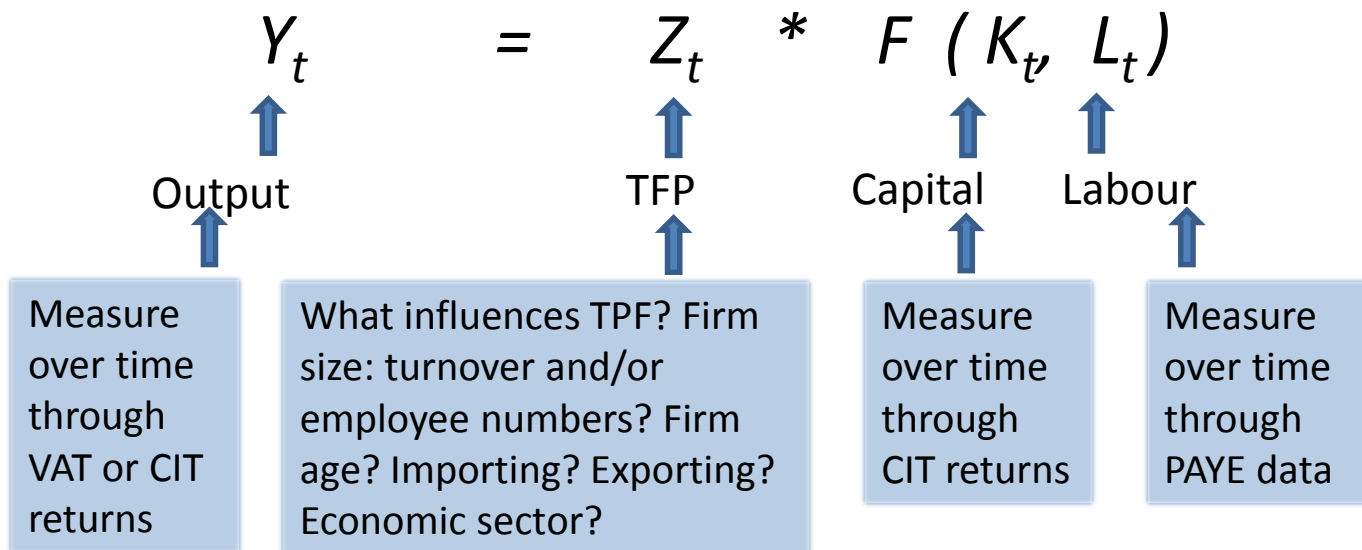 Yt = Zt * F ( Kt, Lt )
Output
TFP
Capital
Labour
Measure
over time
through
VAT or CIT
returns
What influences TPF? Firm
size: turnover and/or
employee numbers? Firm
age? Importing? Exporting?
Economic sector?
Measure
over time
through
CIT returns
Measure
over time
through
PAYE data